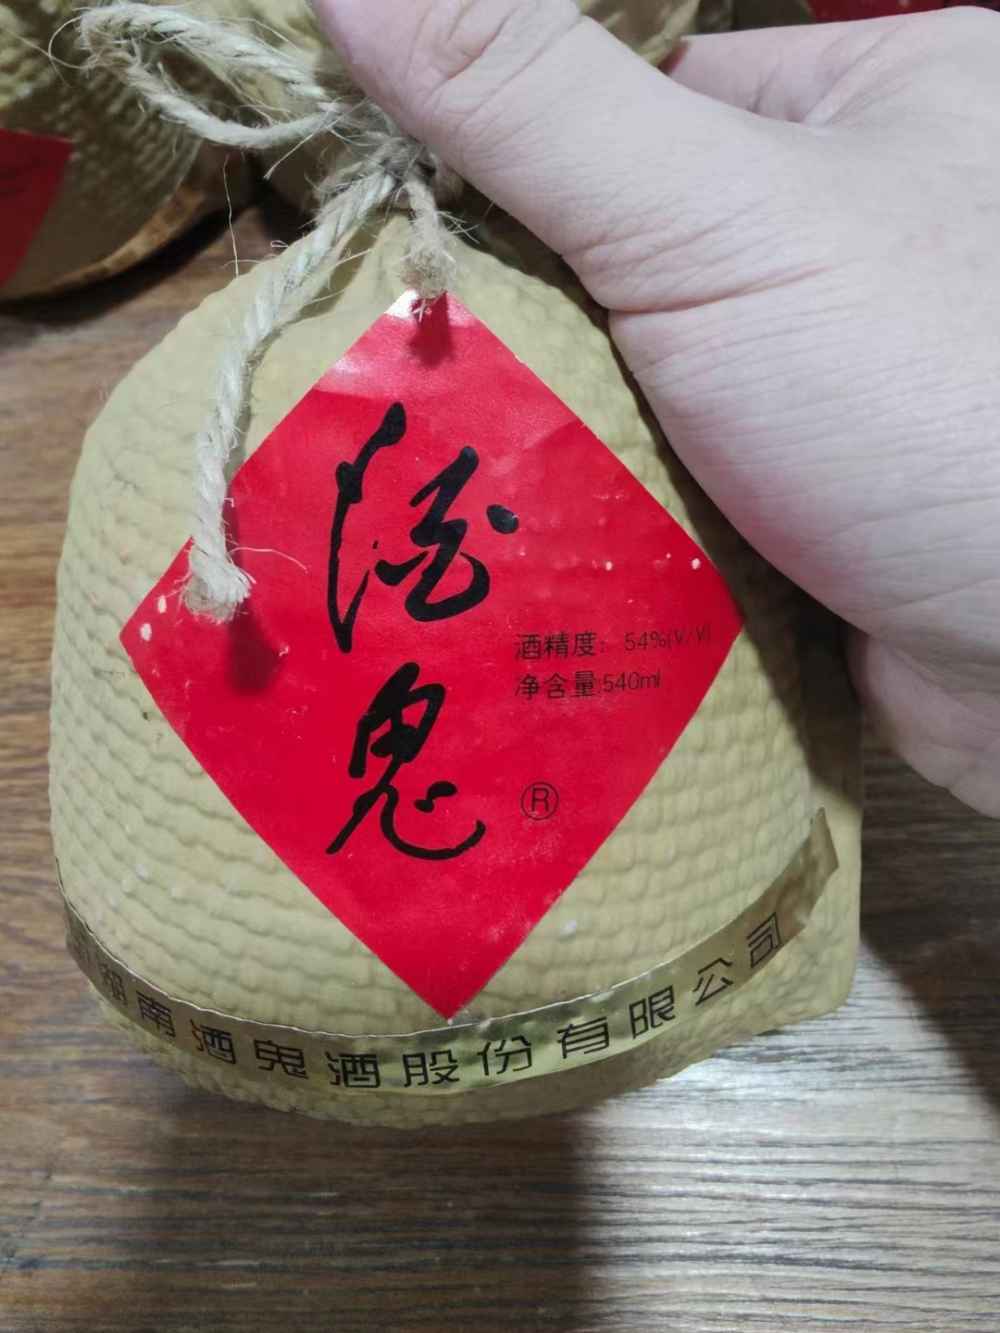 酒
鬼
酒精度：54%(V/V)
净含量:540ml
®
湖南酒鬼酒股份有限公司